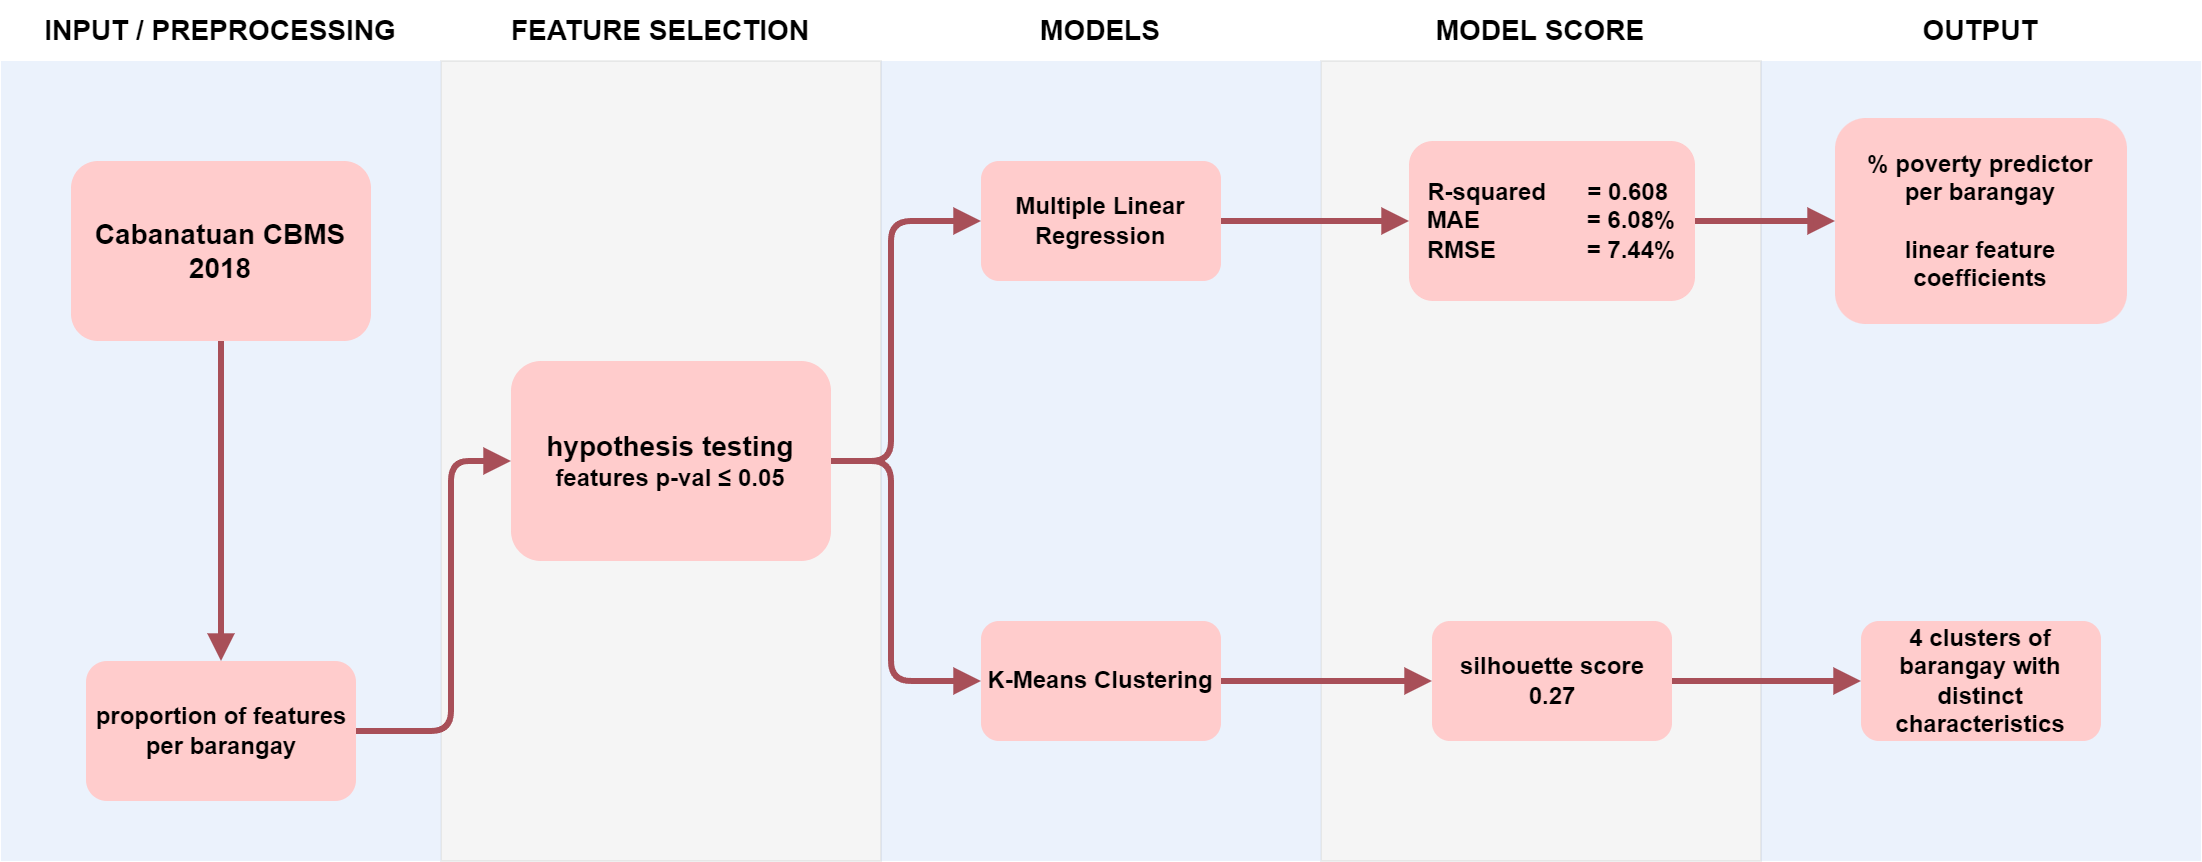 INPUT / PREPROCESSING
FEATURE SELECTION
MODELS
MODEL SCORE
OUTPUT
Cabanatuan CBMS
2018
proportion of features
per barangay
hypothesis testing
features p-val ≤ 0.05
Multiple Linear
Regression
R-squared = 0.608
MAE = 6.08%
RMSE = 7.44%
% poverty predictor
per barangay
linear feature
coefficients
K-Means Clustering
silhouette score
0.27
4 clusters of
barangay with
distinct
characteristics